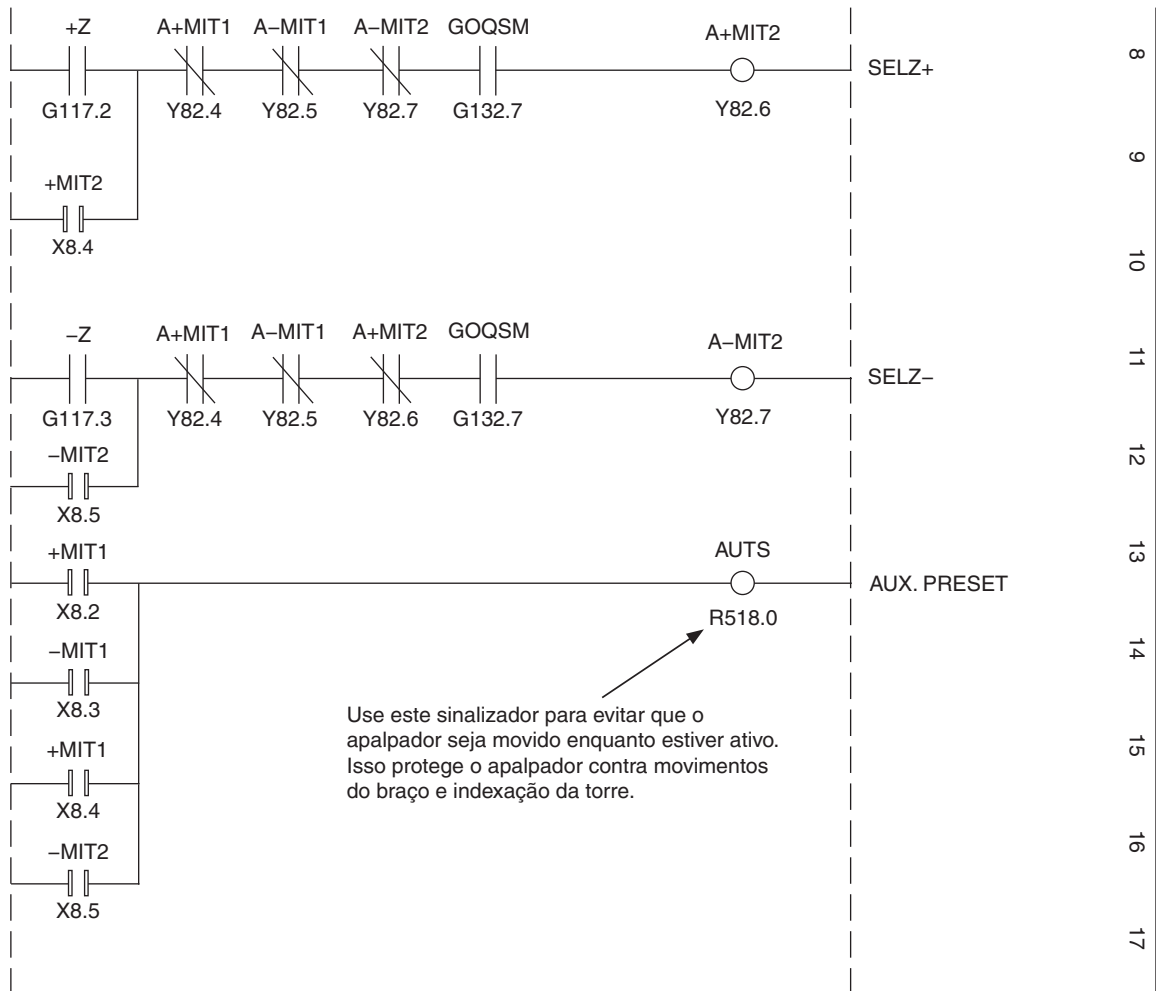 +Z A+MIT1 A−MIT1 A−MIT2 GOQSM A+MIT2
SELZ+
G117.2 Y82.4 Y82.5 Y82.7 G132.7 Y82.6
8
9
+MIT2
X8.4
10
−Z A+MIT1 A−MIT1 A+MIT2 GOQSM A−MIT2
SELZ−
11
G117.3 Y82.4 Y82.5 Y82.6 G132.7 Y82.7
−MIT2
12
X8.5
+MIT1 AUTS
13
AUX. PRESET
X8.2 R518.0
−MIT1
14
X8.3
Use este sinalizador para evitar que o
apalpador seja movido enquanto estiver ativo.
Isso protege o apalpador contra movimentos
do braço e indexação da torre.
+MIT1
15
X8.4
−MIT2
16
X8.5
17